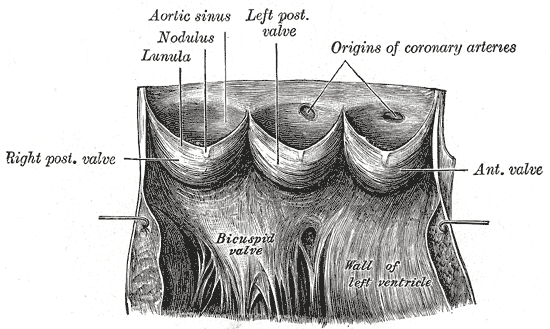 Aortic sinus
Nodulus
Lunula
Left post.
valve
Origins of coronary arteries
Right post. valve
Ant. valve
Bicuspid
valve
Wall of
left ventricle